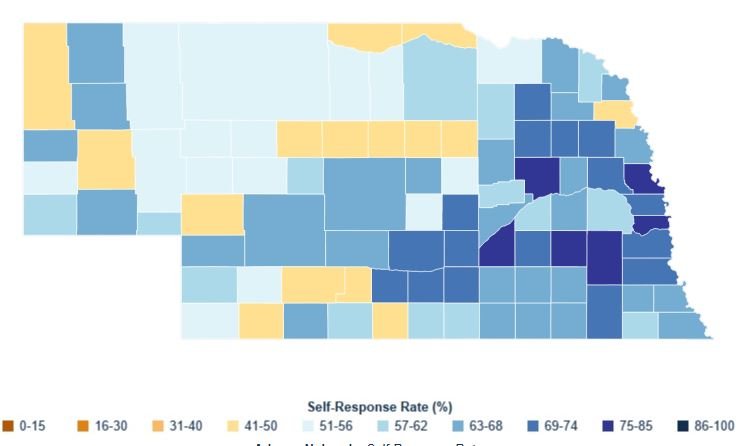 Self-Response Rate (%)
0-15 16-30 31-40 41-50 51-56 57-62 63-68 69-74 75-85 86-100